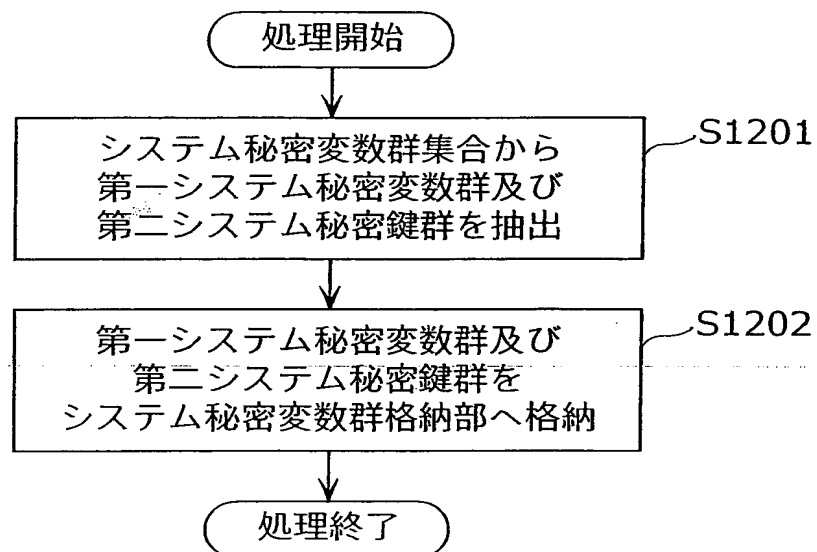 処理開始
システム秘密変数群集合から
第一システム秘密変数群及び
第二システム秘密鍵群を抽出
S1201
第一システム秘密変数群及び
第二システム秘密鍵群を
システム秘密変数群格納部へ格納
S1202
処理終了